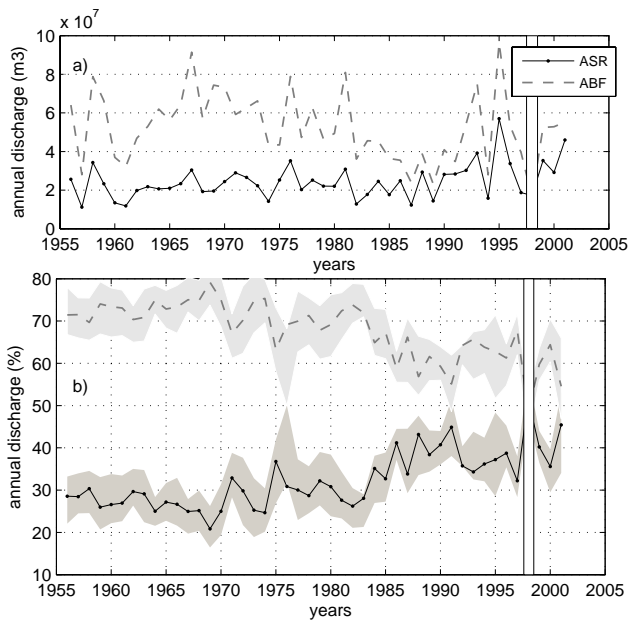 x 10^7
10
8
6
4
2
0
annual discharge (m3)
a)
ASR
ABF
1955 1960 1965 1970 1975 1980 1985 1990 1995 2000 2005
years
80
70
60
50
40
30
20
10
annual discharge (%)
b)
1955 1960 1965 1970 1975 1980 1985 1990 1995 2000 2005
years